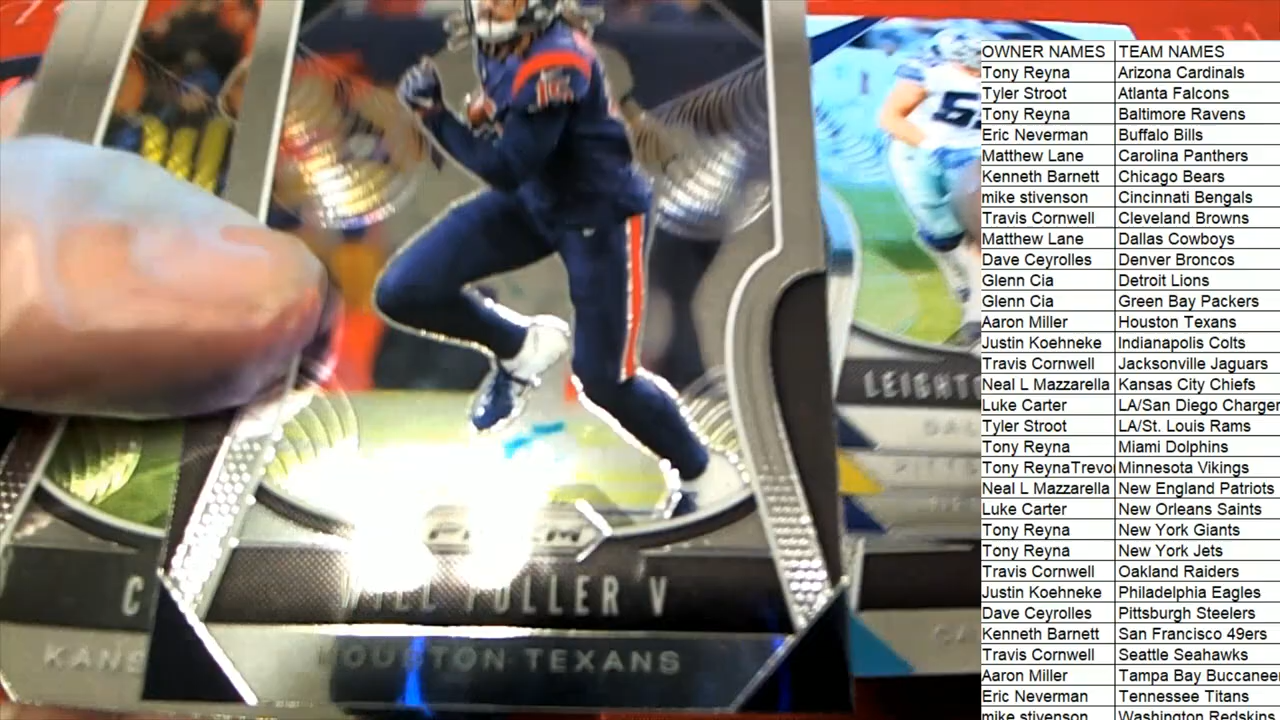 OWNER NAMES TEAM NAMES
Tony Reyna Arizona Cardinals
Tyler Stroot Atlanta Falcons
Tony Reyna Baltimore Ravens
Eric Neverman Buffalo Bills
Matthew Lane Carolina Panthers
Kenneth Barnett Chicago Bears
mike stivenson Cincinnati Bengals
Travis Cornwell Cleveland Browns
Matthew Lane Dallas Cowboys
Dave Ceyrolles Denver Broncos
Glenn Cia Detroit Lions
Glenn Cia Green Bay Packers
Aaron Miller Houston Texans
Justin Koehneke Indianapolis Colts
Travis Cornwell Jacksonville Jaguars
Neal L Mazzarella Kansas City Chiefs
Luke Carter LA/San Diego Charger
Tyler Stroot LA/St. Louis Rams
Tony Reyna Miami Dolphins
Tony ReynaTrevo Minnesota Vikings
Neal L Mazzarella New England Patriots
Luke Carter New Orleans Saints
Tony Reyna New York Giants
Tony Reyna New York Jets
Travis Cornwell Oakland Raiders
Justin Koehneke Philadelphia Eagles
Dave Ceyrolles Pittsburgh Steelers
Kenneth Barnett San Francisco 49ers
Travis Cornwell Seattle Seahawks
Aaron Miller Tampa Bay Buccanee
Eric Neverman Tennessee Titans
mike stivenson Washington Redskins
LEIGHTO
DAL
PITTS
PRIZM
C
WILL FULLER V
KANS
HOUSTON TEXANS
CA